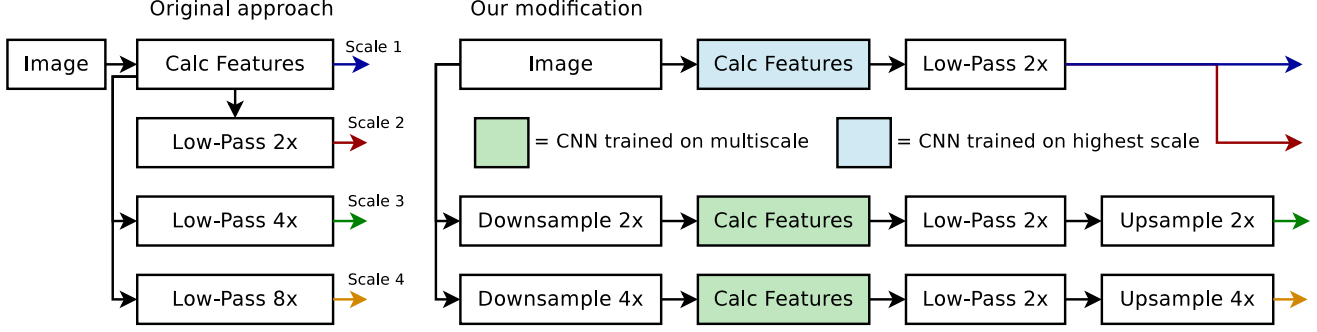 Original approach
Our modification
Image
Calc Features
Scale 1
Image
Calc Features
Low-Pass 2x
Low-Pass 2x
Scale 2
= CNN trained on multiscale
= CNN trained on highest scale
Low-Pass 4x
Scale 3
Downsample 2x
Calc Features
Low-Pass 2x
Upsample 2x
Low-Pass 8x
Scale 4
Downsample 4x
Calc Features
Low-Pass 2x
Upsample 4x